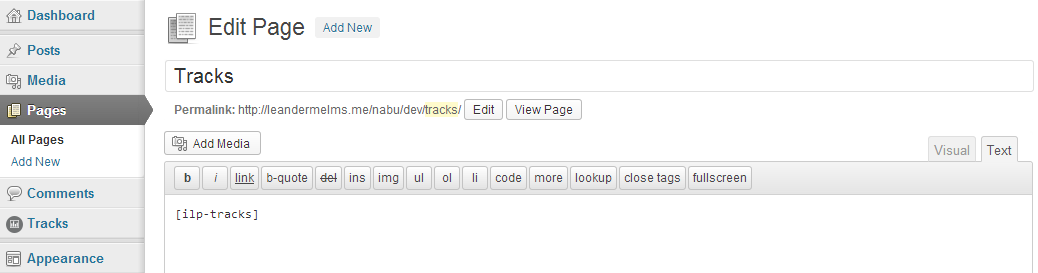 Dashboard
Posts
Media
Pages
All Pages
Add New
Comments
Tracks
Appearance
Edit Page Add New
Tracks
Permalink: http://leandermelms.me/nabu/dev/tracks/ Edit View Page
Add Media
Visual Text
b i link b-quote del ins img ul ol li code more lookup close tags fullscreen
[ilp-tracks]